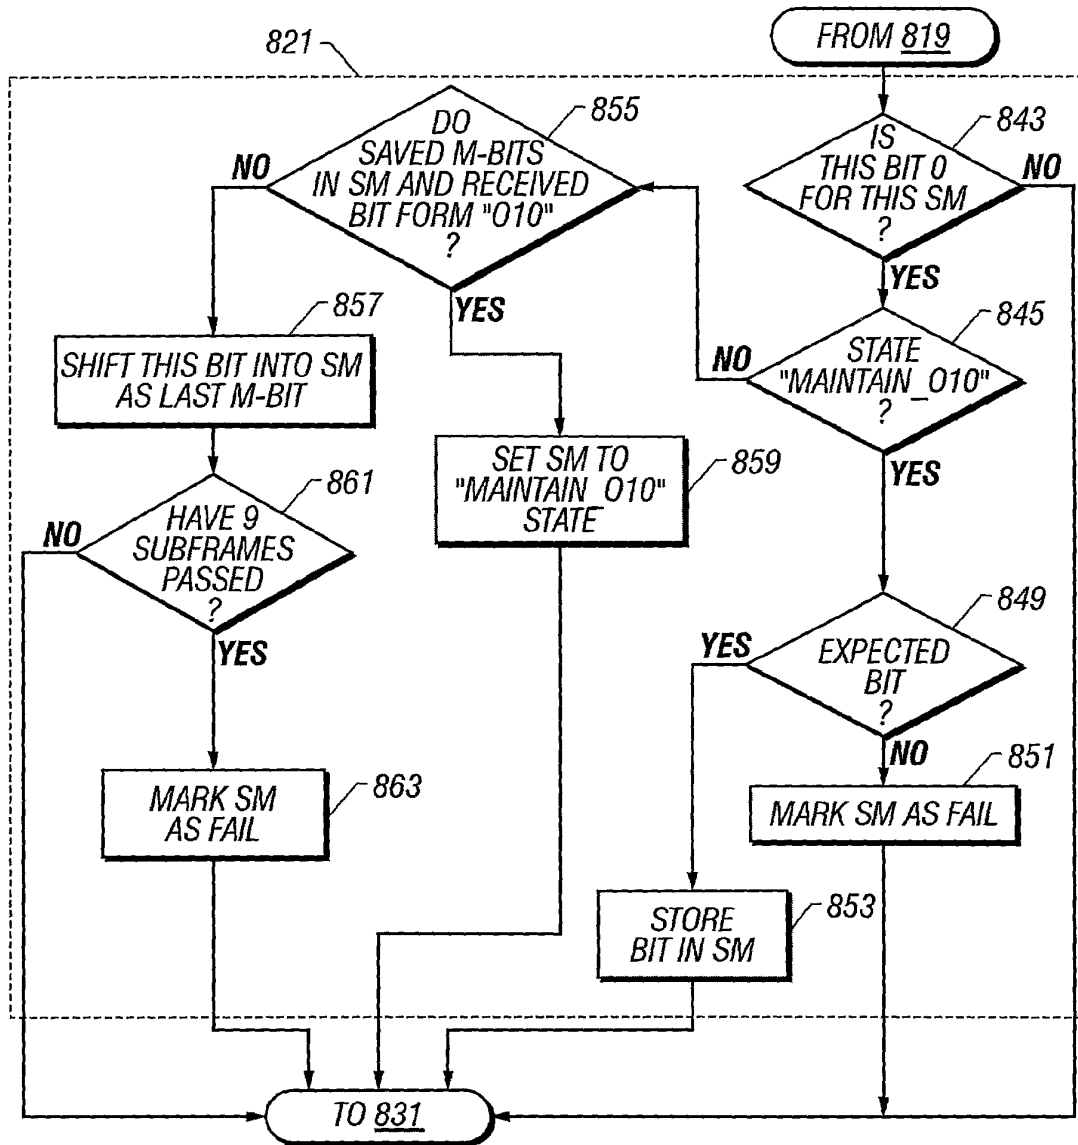 821
FROM 819
DO
SAVED M-BITS
IN SM AND RECEIVED
BIT FORM "010"
?
855
NO
YES
IS
THIS BIT 0
FOR THIS SM
?
843
NO
YES
857
SHIFT THIS BIT INTO SM
AS LAST M-BIT
STATE
"MAINTAIN_010"
?
845
NO
YES
SET SM TO
"MAINTAIN_010"
STATE
859
HAVE 9
SUBFRAMES
PASSED
?
861
NO
YES
EXPECTED
BIT
?
849
YES
NO
MARK SM
AS FAIL
863
MARK SM AS FAIL
851
STORE
BIT IN SM
853
TO 831